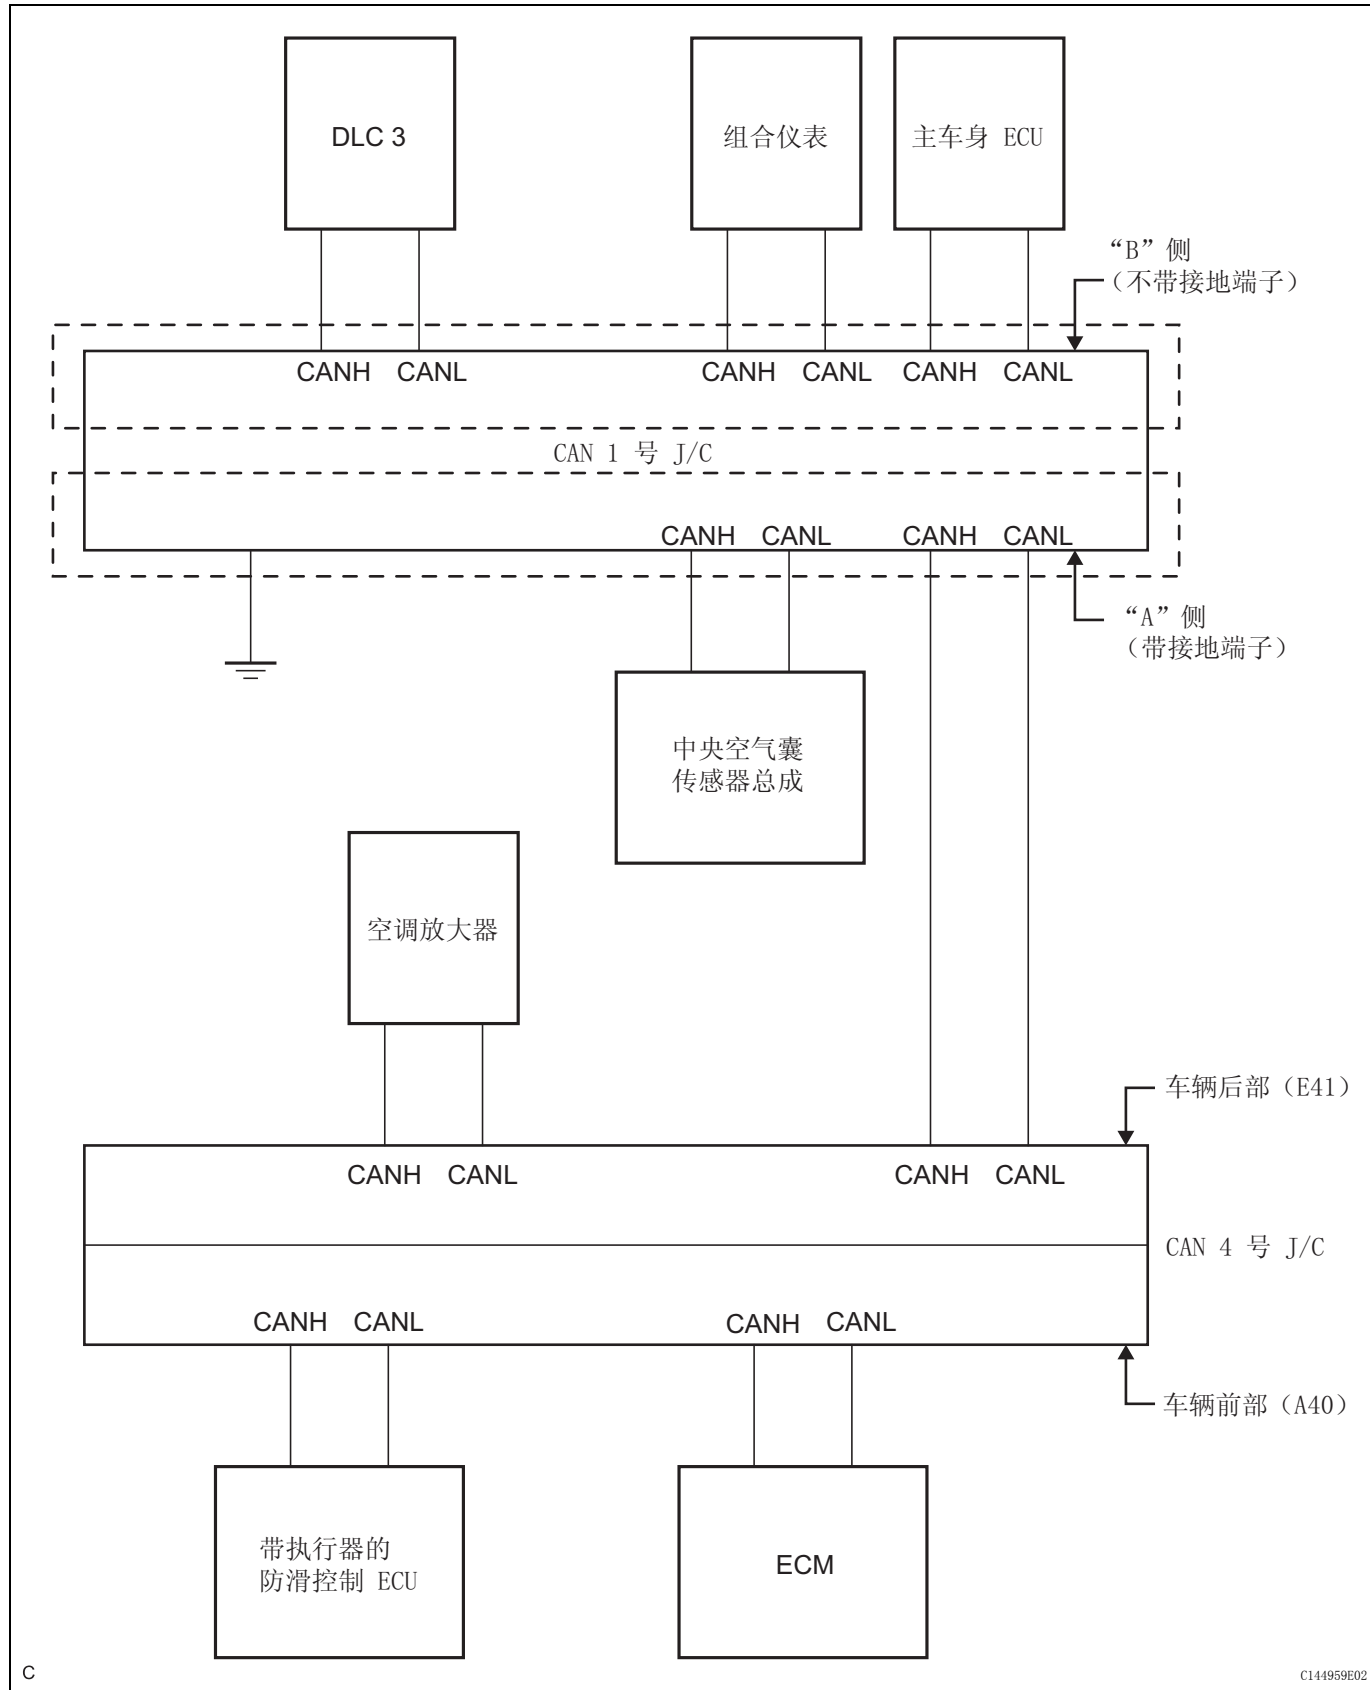 DLC 3
组合仪表
主车身 ECU
“B”侧
（不带接地端子）
CANH CANL CANH CANL CANH CANL
CAN 1 号 J/C
CANH CANL CANH CANL
“A”侧
（带接地端子）
中央空气囊
传感器总成
空调放大器
车辆后部（E41）
CANH CANL CANH CANL
CAN 4 号 J/C
CANH CANL CANH CANL
车辆前部（A40）
带执行器的
防滑控制 ECU
ECM
C
C144959E02